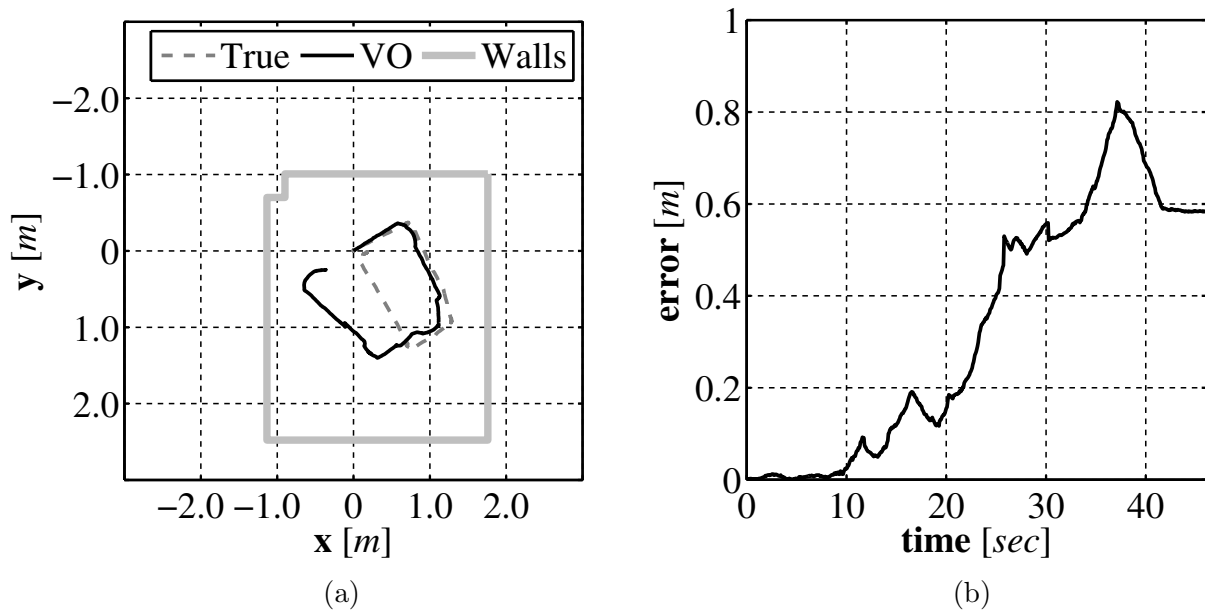 True VO Walls
−2.0
−1.0
0
1.0
2.0
y [m]
−2.0 −1.0 0 1.0 2.0
x [m]
(a)
1
0.8
0.6
0.4
0.2
0
error [m]
0 10 20 30 40
time [sec]
(b)